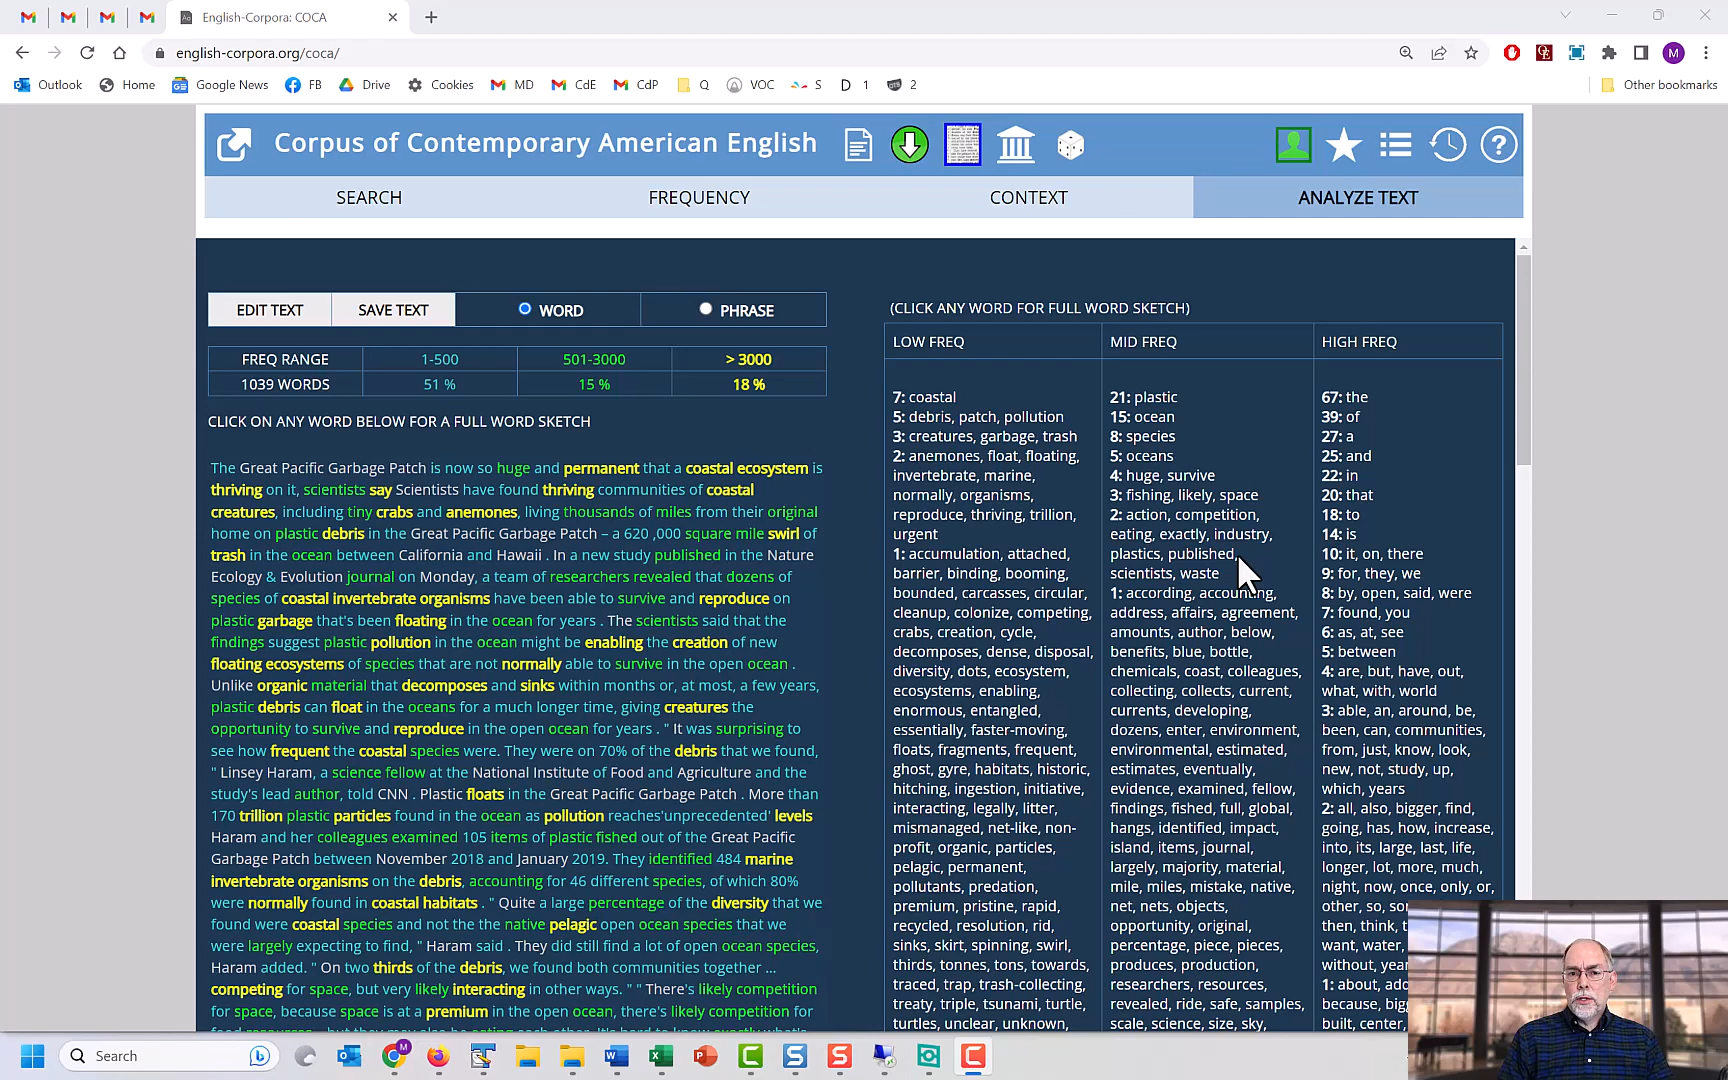 English-Corpora: COCA
english-corpora.org/coca/
M
Outlook Home Google News FB Drive Cookies MD CdE CdP Q VOC S D 1 2 Other bookmarks
Corpus of Contemporary American English
SEARCH FREQUENCY CONTEXT ANALYZE TEXT
EDIT TEXT SAVE TEXT WORD PHRASE
FREQ RANGE 1-500 501-3000 > 3000
1039 WORDS 51 % 15 % 18 %
CLICK ON ANY WORD BELOW FOR A FULL WORD SKETCH
The Great Pacific Garbage Patch is now so huge and permanent that a coastal ecosystem is
thriving on it, scientists say Scientists have found thriving communities of coastal
creatures, including tiny crabs and anemones, living thousands of miles from their original
home on plastic debris in the Great Pacific Garbage Patch – a 620 ,000 square mile swirl of
trash in the ocean between California and Hawaii . In a new study published in the Nature
Ecology & Evolution journal on Monday, a team of researchers revealed that dozens of
species of coastal invertebrate organisms have been able to survive and reproduce on
plastic garbage that's been floating in the ocean for years . The scientists said that the
findings suggest plastic pollution in the ocean might be enabling the creation of new
floating ecosystems of species that are not normally able to survive in the open ocean .
Unlike organic material that decomposes and sinks within months or, at most, a few years,
plastic debris can float in the oceans for a much longer time, giving creatures the
opportunity to survive and reproduce in the open ocean for years . " It was surprising to
see how frequent the coastal species were. They were on 70% of the debris that we found,
" Linsey Haram, a science fellow at the National Institute of Food and Agriculture and the
study's lead author, told CNN . Plastic floats in the Great Pacific Garbage Patch . More than
170 trillion plastic particles found in the ocean as pollution reaches'unprecedented' levels
Haram and her colleagues examined 105 items of plastic fished out of the Great Pacific
Garbage Patch between November 2018 and January 2019. They identified 484 marine
invertebrate organisms on the debris, accounting for 46 different species, of which 80%
were normally found in coastal habitats . " Quite a large percentage of the diversity that we
found were coastal species and not the the native pelagic open ocean species that we
were largely expecting to find, " Haram said . They did still find a lot of open ocean species,
Haram added. " On two thirds of the debris, we found both communities together ...
competing for space, but very likely interacting in other ways. " " There's likely competition
for space, because space is at a premium in the open ocean, there's likely competition for
(CLICK ANY WORD FOR FULL WORD SKETCH)
LOW FREQ
7: coastal
5: debris, patch, pollution
3: creatures, garbage, trash
2: anemones, float, floating,
invertebrate, marine,
normally, organisms,
reproduce, thriving, trillion,
urgent
1: accumulation, attached,
barrier, binding, booming,
bounded, carcasses, circular,
cleanup, colonize, competing,
crabs, creation, cycle,
decomposes, dense, disposal,
diversity, dots, ecosystem,
ecosystems, enabling,
enormous, entangled,
essentially, faster-moving,
floats, fragments, frequent,
ghost, gyre, habitats, historic,
hitching, ingestion, initiative,
interacting, legally, litter,
mismanaged, net-like, non-
profit, organic, particles,
pelagic, permanent,
pollutants, predation,
premium, pristine, rapid,
recycled, resolution, rid,
sinks, skirt, spinning, swirl,
thirds, tonnes, tons, towards,
traced, trap, trash-collecting,
treaty, triple, tsunami, turtle,
turtles, unclear, unknown,
MID FREQ
21: plastic
15: ocean
8: species
5: oceans
4: huge, survive
3: fishing, likely, space
2: action, competition,
eating, exactly, industry,
plastics, published,
scientists, waste
1: according, accounting,
address, affairs, agreement,
amounts, author, below,
benefits, blue, bottle,
chemicals, coast, colleagues,
collecting, collects, current,
currents, developing,
dozens, enter, environment,
environmental, estimated,
estimates, eventually,
evidence, examined, fellow,
findings, fished, full, global,
hangs, identified, impact,
island, items, journal,
largely, majority, material,
mile, miles, mistake, native,
net, nets, objects,
opportunity, original,
percentage, piece, pieces,
produces, production,
researchers, resources,
revealed, ride, safe, samples,
scale, science, size, sky,
HIGH FREQ
67: the
39: of
27: a
25: and
22: in
20: that
18: to
14: is
10: it, on, there
9: for, they, we
8: by, open, said, were
7: found, you
6: as, at, see
5: between
4: are, but, have, out,
what, with, world
3: able, an, around, be,
been, can, communities,
from, just, know, look,
new, not, study, up,
which, years
2: all, also, bigger, find,
going, has, how, increase,
into, its, large, last, life,
longer, lot, more, much,
night, now, once, only, or,
other, so,
then, think,
want, water,
without,
1: about,
because,
built, center,
Search